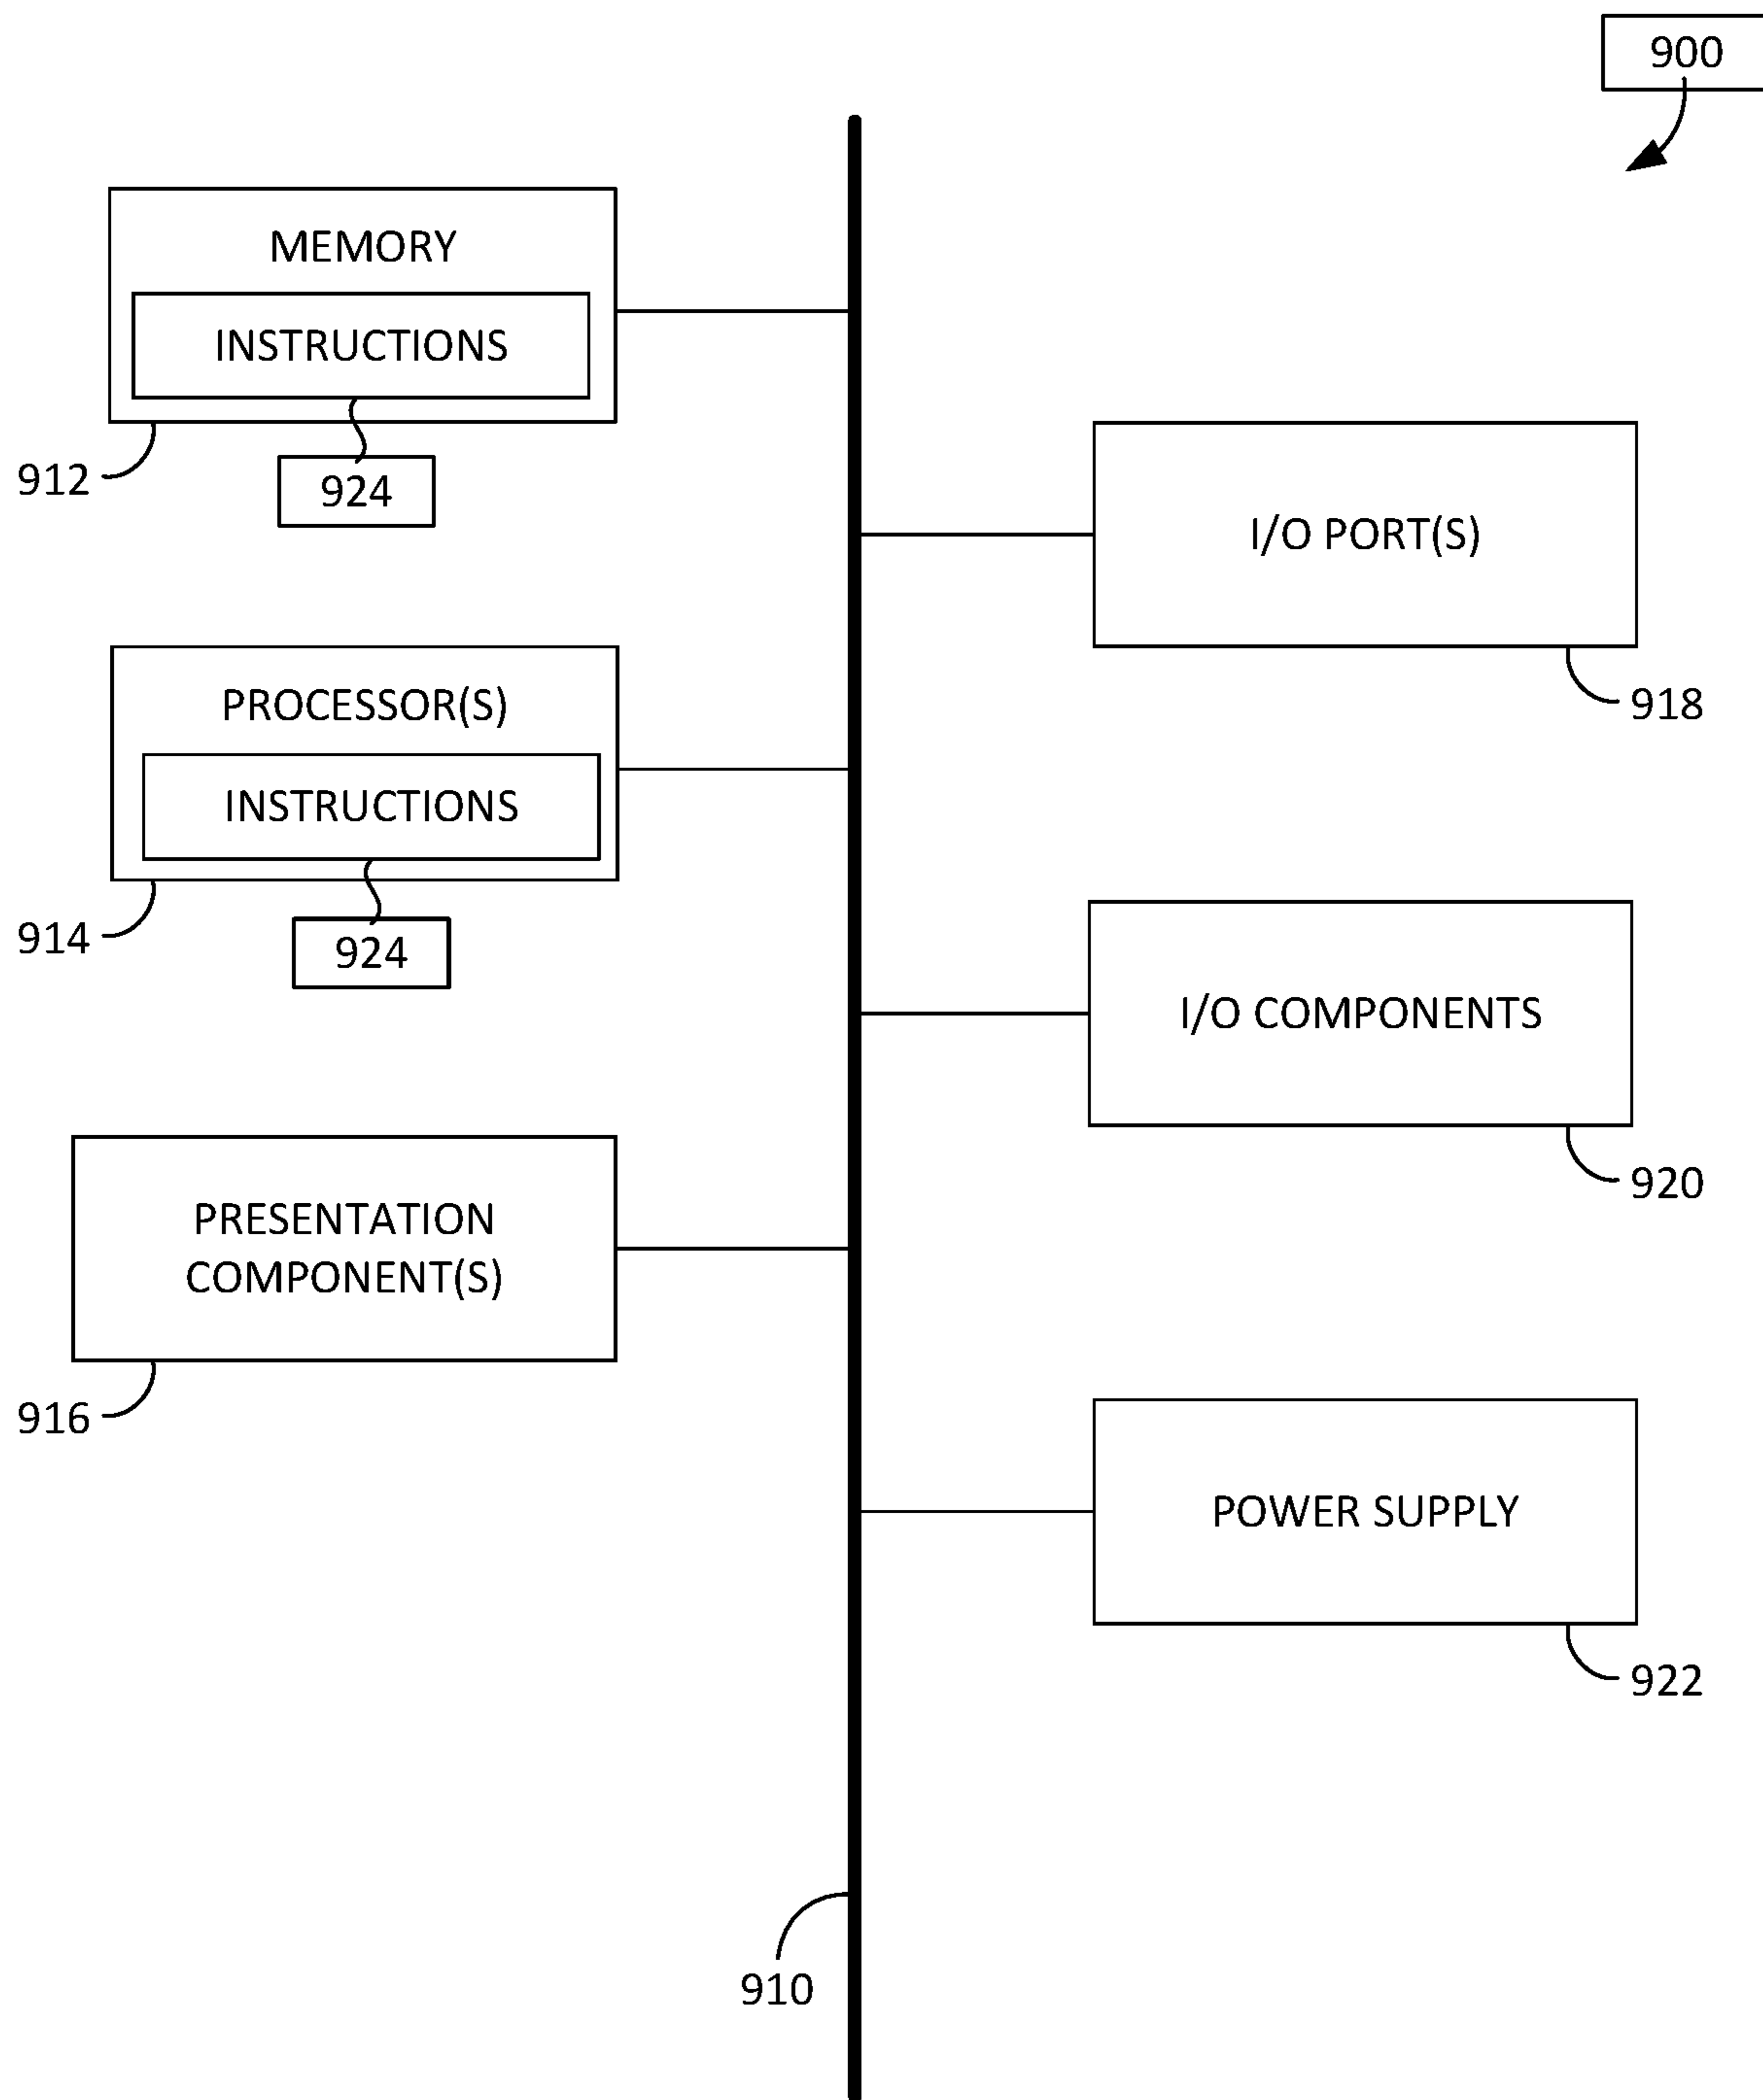 900
MEMORY
INSTRUCTIONS
912
924
PROCESSOR(S)
INSTRUCTIONS
914
924
PRESENTATION
COMPONENT(S)
916
I/O PORT(S)
918
I/O COMPONENTS
920
POWER SUPPLY
922
910